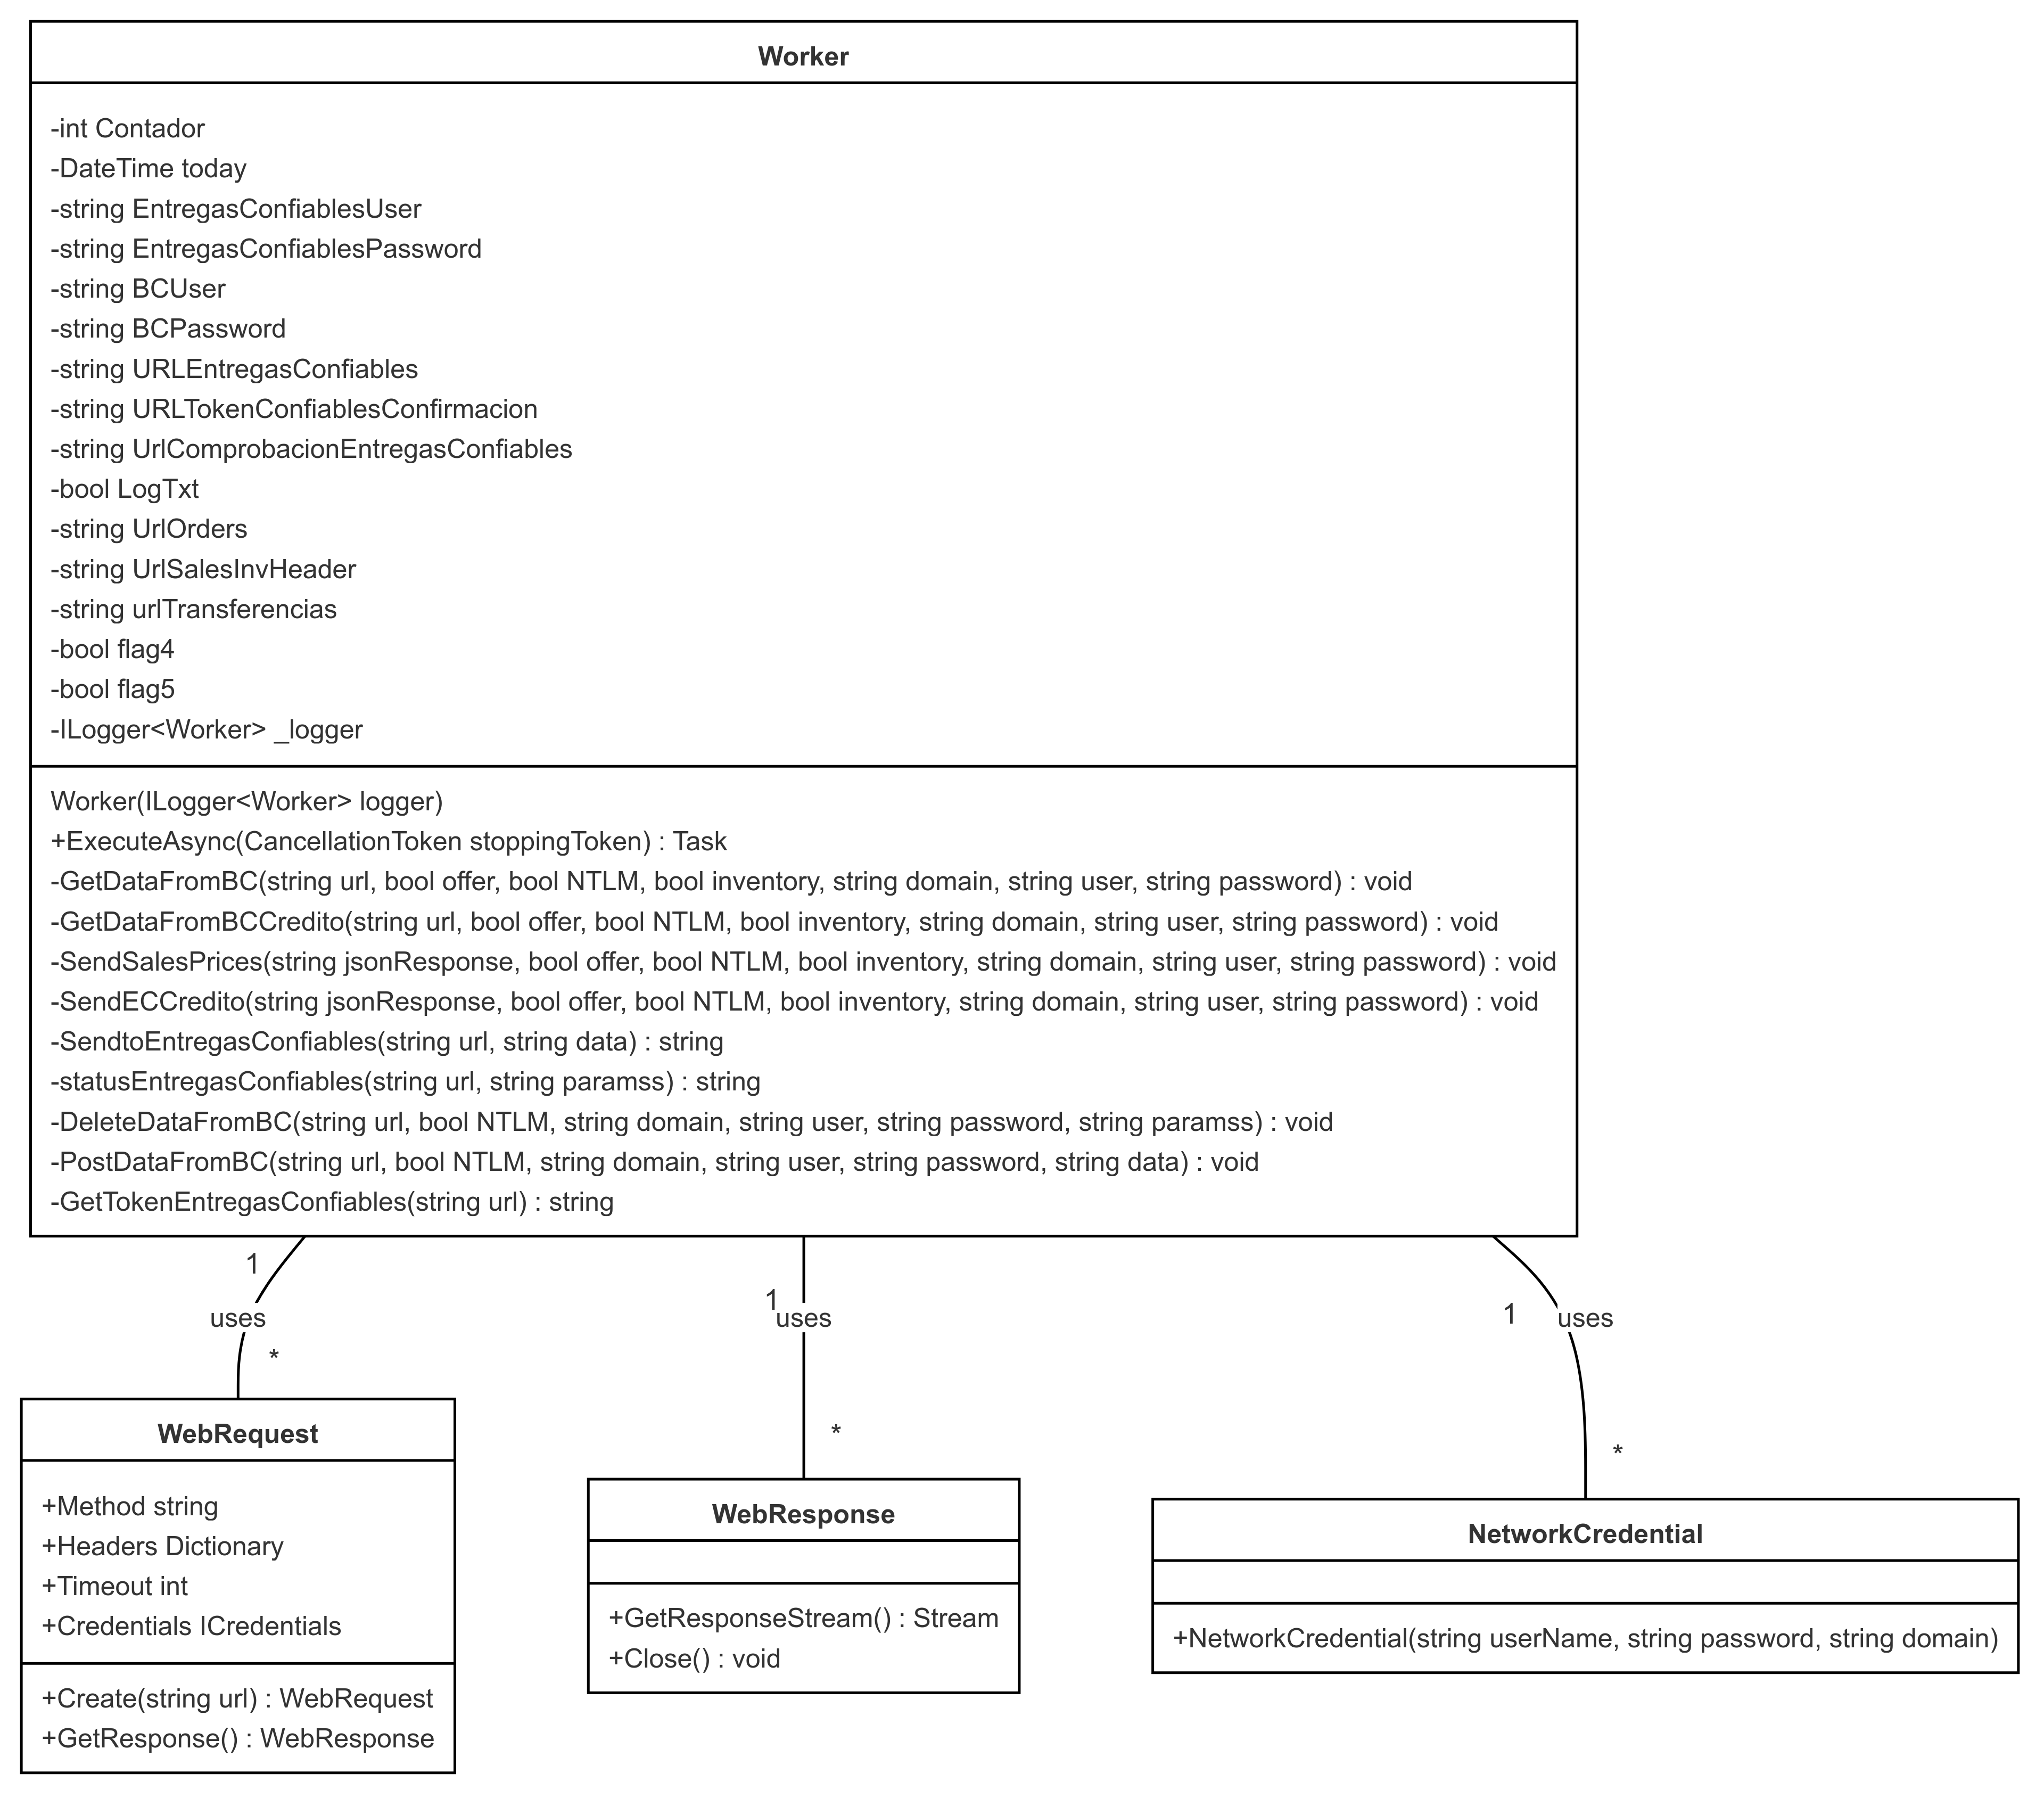 Worker
-int Contador
-DateTime today
-string EntregasConfiablesUser
-string EntregasConfiablesPassword
-string BCUser
-string BCPassword
-string URLEntregasConfiables
-string URLTokenConfiablesConfirmacion
-string UrlComprobacionEntregasConfiables
-bool LogTxt
-string UrlOrders
-string UrlSalesInvHeader
-string urlTransferencias
-bool flag4
-bool flag5
-ILogger<Worker> _logger
Worker(ILogger<Worker> logger)
+ExecuteAsync(CancellationToken stoppingToken) : Task
-GetDataFromBC(string url, bool offer, bool NTLM, bool inventory, string domain, string user, string password) : void
-GetDataFromBCCredito(string url, bool offer, bool NTLM, bool inventory, string domain, string user, string password) : void
-SendSalesPrices(string jsonResponse, bool offer, bool NTLM, bool inventory, string domain, string user, string password) : void
-SendECCredito(string jsonResponse, bool offer, bool NTLM, bool inventory, string domain, string user, string password) : void
-SendtoEntregasConfiables(string url, string data) : string
-statusEntregasConfiables(string url, string paramss) : string
-DeleteDataFromBC(string url, bool NTLM, string domain, string user, string password, string paramss) : void
-PostDataFromBC(string url, bool NTLM, string domain, string user, string password, string data) : void
-GetTokenEntregasConfiables(string url) : string
1
uses
*
1
uses
*
1
uses
*
WebRequest
+Method string
+Headers Dictionary
+Timeout int
+Credentials ICredentials
+Create(string url) : WebRequest
+GetResponse() : WebResponse
WebResponse
+GetResponseStream() : Stream
+Close() : void
NetworkCredential
+NetworkCredential(string userName, string password, string domain)